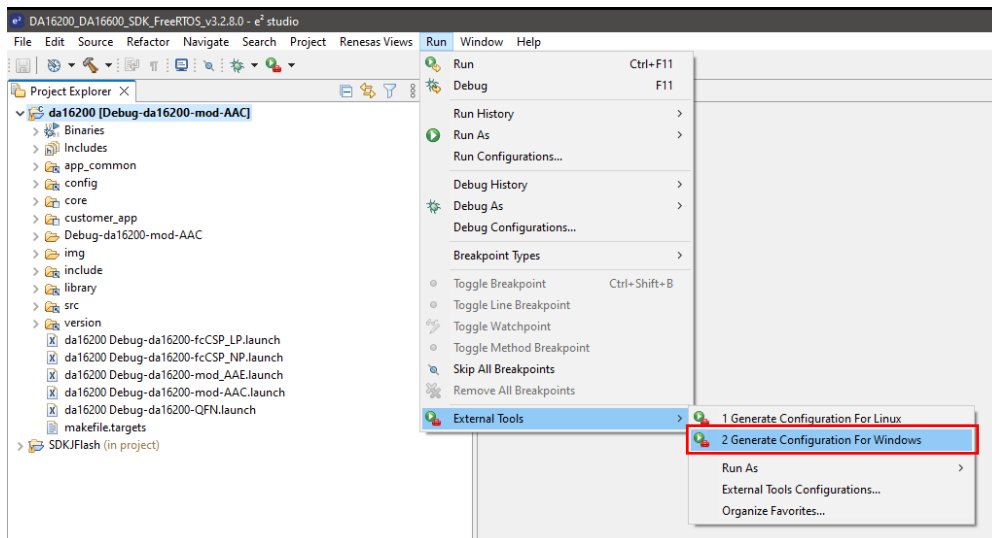 DA16200_DA16600_SDK_FreeRTOS_v3.2.8.0 - e² studio
File Edit Source Refactor Navigate Search Project Renesas Views Run Window Help
Project Explorer
da16200 [Debug-da16200-mod-AAC]
Binaries
Includes
app_common
config
core
customer_app
Debug-da16200-mod-AAC
img
include
library
src
version
da16200 Debug-da16200-fcCSP_LP.launch
da16200 Debug-da16200-fcCSP_NP.launch
da16200 Debug-da16200-mod_AAE.launch
da16200 Debug-da16200-mod-AAC.launch
da16200 Debug-da16200-QFN.launch
makefile.targets
SDKJFlash (in project)
Run Ctrl+F11
Debug F11
Run History
Run As
Run Configurations...
Debug History
Debug As
Debug Configurations...
Breakpoint Types
Toggle Breakpoint Ctrl+Shift+B
Toggle Line Breakpoint
Toggle Watchpoint
Toggle Method Breakpoint
Skip All Breakpoints
Remove All Breakpoints
External Tools
1 Generate Configuration For Linux
2 Generate Configuration For Windows
Run As
External Tools Configurations...
Organize Favorites...